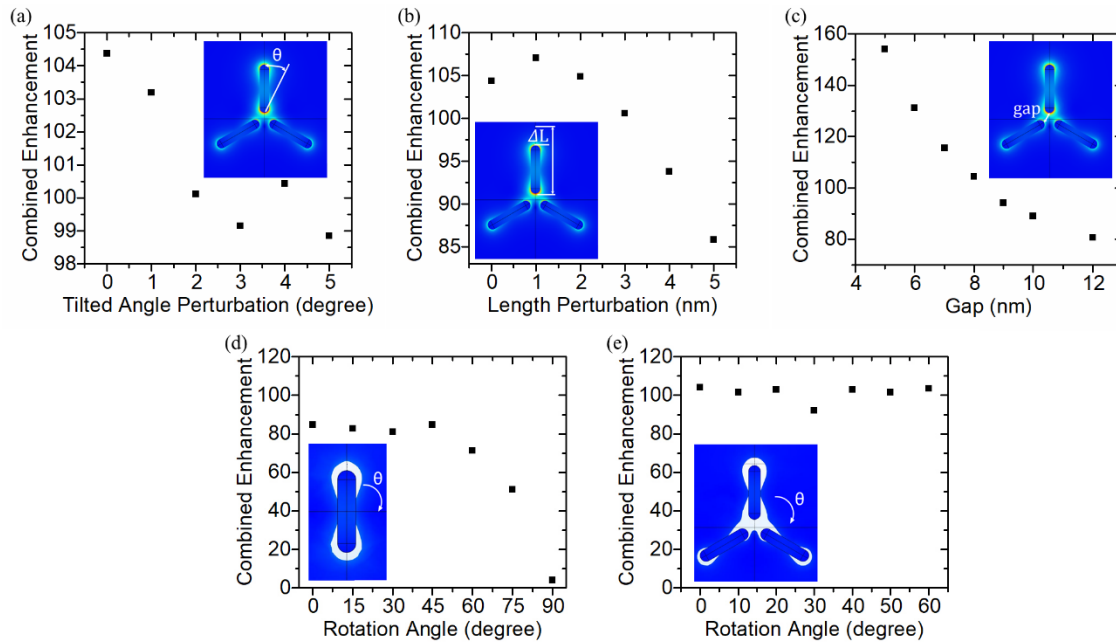 (a)
Combined Enhancement
105
104
103
102
101
100
99
98
0 1 2 3 4 5
Tilted Angle Perturbation (degree)
θ
(b)
Combined Enhancement
110
105
100
95
90
85
0 1 2 3 4 5
Length Perturbation (nm)
ΔL
(c)
Combined Enhancement
160
140
120
100
80
4 6 8 10 12
Gap (nm)
gap
(d)
Combined Enhancement
120
100
80
60
40
20
0
0 15 30 45 60 75 90
Rotation Angle (degree)
θ
(e)
Combined Enhancement
120
100
80
60
40
20
0
0 10 20 30 40 50 60
Rotation Angle (degree)
θ